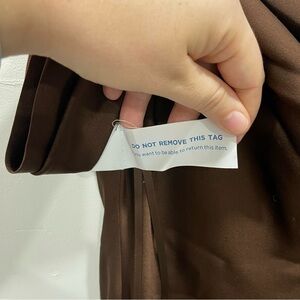 DO NOT REMOVE THIS TAG
you want to be able to return this item.